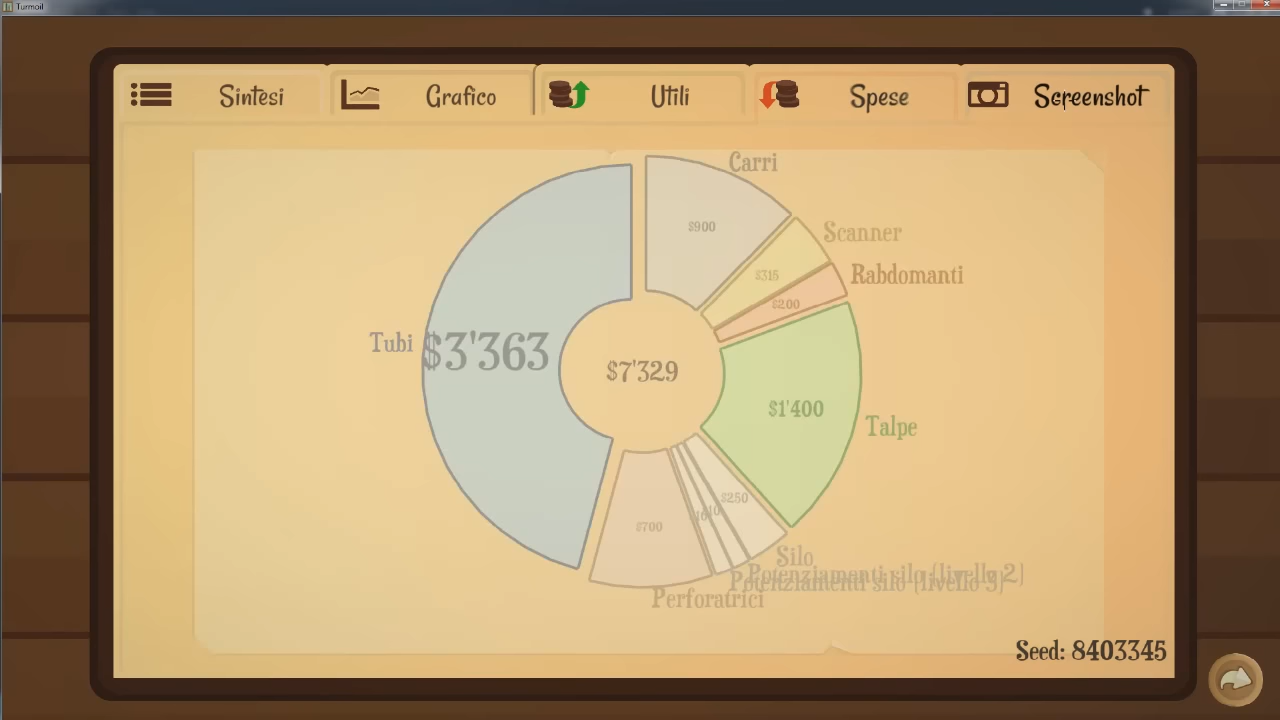 Turmoil
Sintesi
Grafico
Utili
Spese
Screenshot
Carri
$900
Scanner
$315
Rabdomanti
$200
Tubi
$3'363
$7'329
$1'400
Talpe
$250
$700
Silo
Potenziamenti silo (livello 2)
Potenziamenti silo (livello 3)
Perforatrici
Seed: 8403345